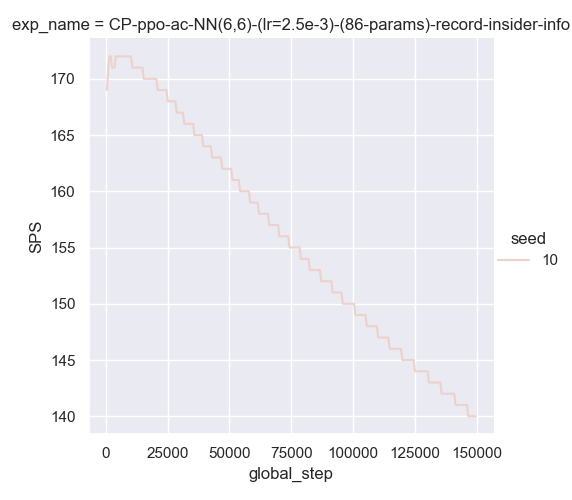 exp_name = CP-ppo-ac-NN(6,6)-(lr=2.5e-3)-(86-params)-record-insider-info
170
165
160
155
150
145
140
SPS
seed
10
0 25000 50000 75000 100000 125000 150000
global_step